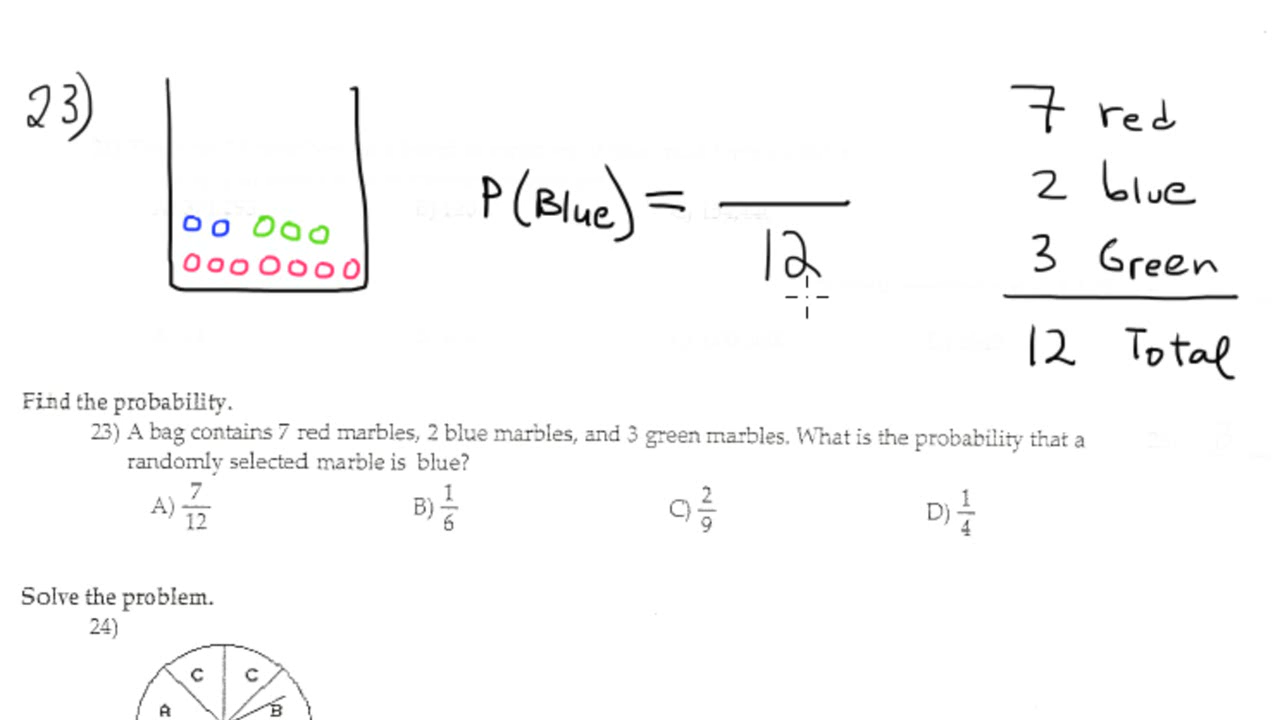 23)
P(Blue) = 
12
7 red
2 blue
3 Green
12 Total
Find the probability.
23) A bag contains 7 red marbles, 2 blue marbles, and 3 green marbles. What is the probability that a
randomly selected marble is blue?
A) 7/12 B) 1/6 C) 2/9 D) 1/4
Solve the problem.
24)
C C
A B